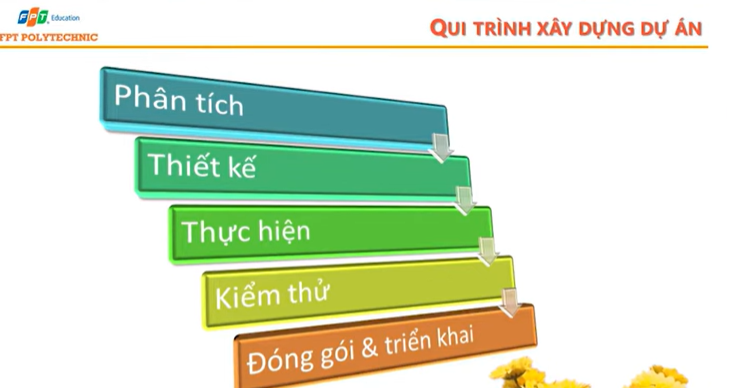 FPT Education
FPT POLYTECHNIC
QUI TRÌNH XÂY DỰNG DỰ ÁN
Phân tích
Thiết kế
Thực hiện
Kiểm thử
Đóng gói & triển khai